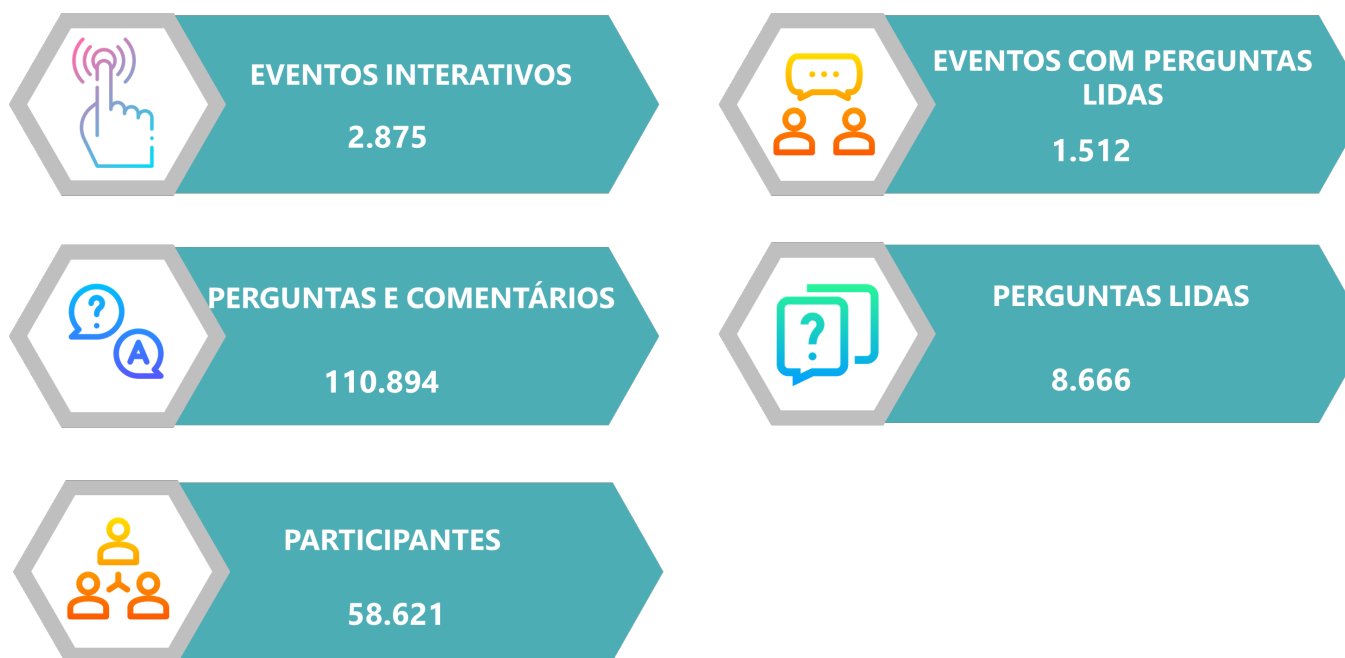 EVENTOS INTERATIVOS
2.875
EVENTOS COM PERGUNTAS
LIDAS
1.512
PERGUNTAS E COMENTÁRIOS
110.894
PERGUNTAS LIDAS
8.666
PARTICIPANTES
58.621